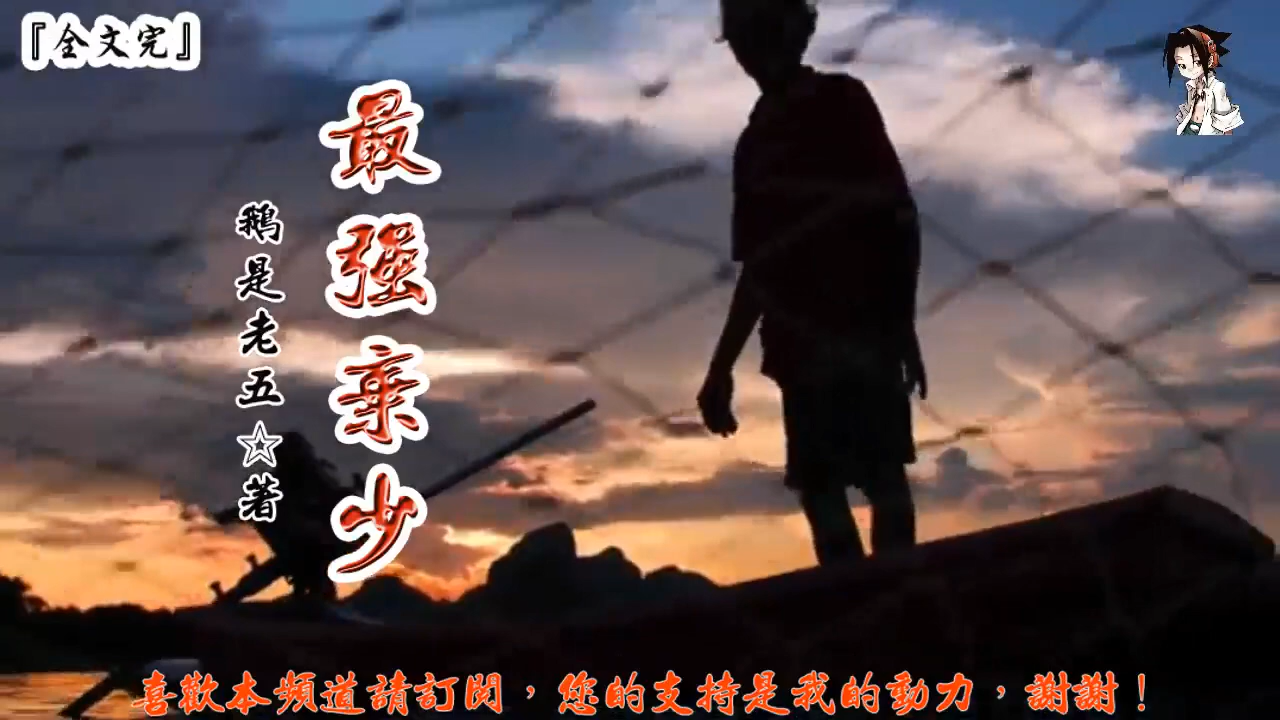 『全文完』
最強棄少
鵝是老五☆著
喜歡本頻道請訂閱，您的支持是我的動力，謝謝！